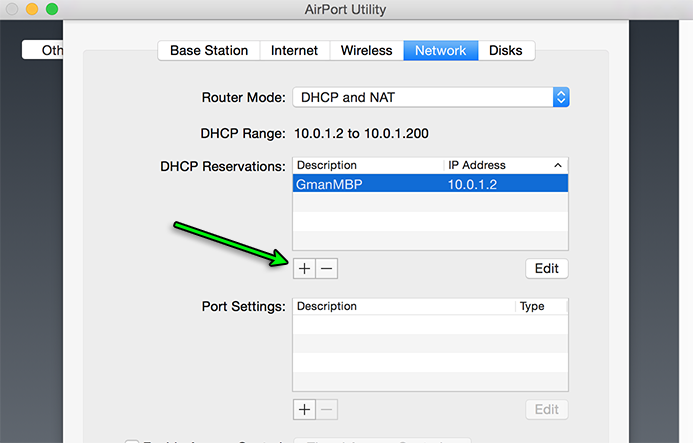 AirPort Utility
Oth
Base Station Internet Wireless Network Disks
Router Mode: DHCP and NAT
DHCP Range: 10.0.1.2 to 10.0.1.200
DHCP Reservations: Description IP Address
GmanMBP 10.0.1.2
Edit
Port Settings: Description Type
Edit